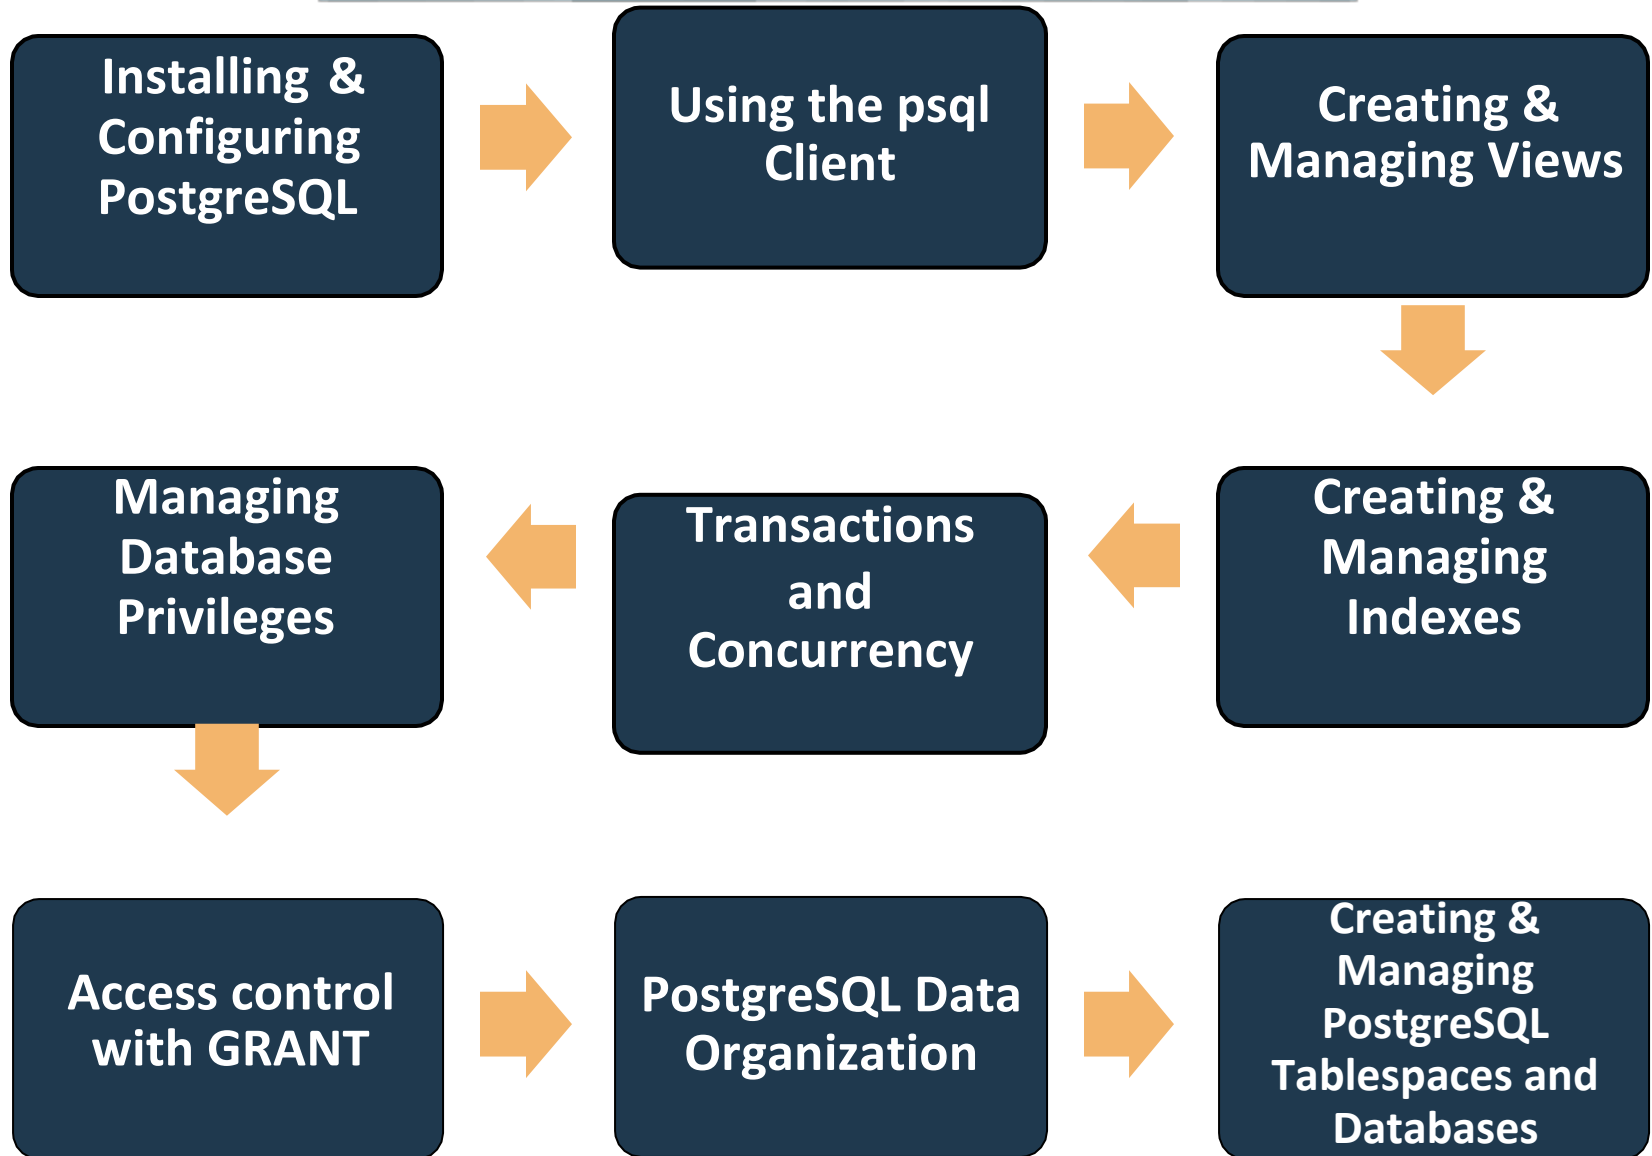 Installing &
Configuring
PostgreSQL
Using the psql
Client
Creating &
Managing Views
Creating &
Managing
Indexes
Transactions
and
Concurrency
Managing
Database
Privileges
Access control
with GRANT
PostgreSQL Data
Organization
Creating &
Managing
PostgreSQL
Tablespaces and
Databases